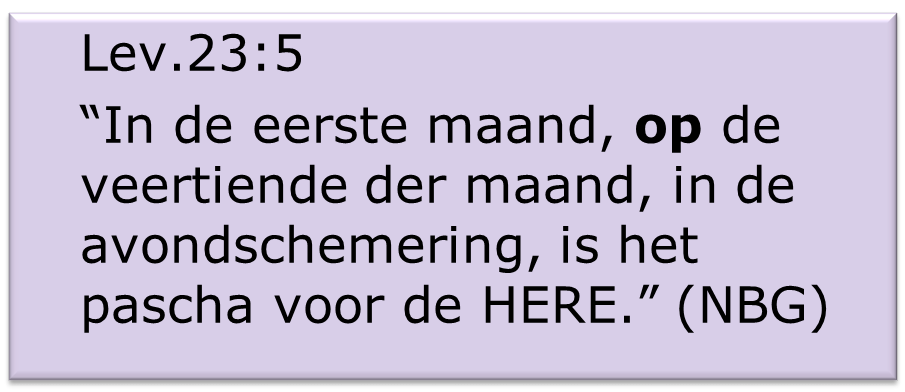 Lev.23:5
“In de eerste maand, op de
veertiende der maand, in de
avondschemering, is het
pascha voor de HERE.” (NBG)